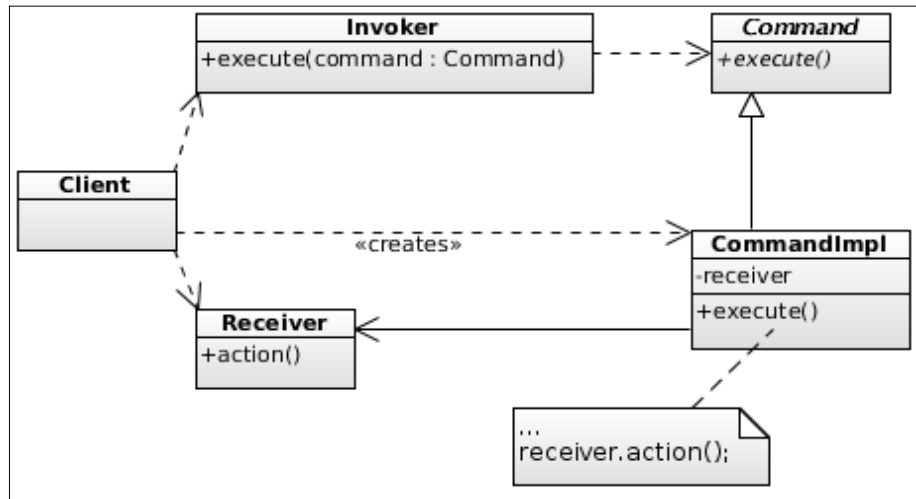 Invoker
+execute(command : Command)
Command
+execute()
Client
«creates»
CommandImpl
-receiver
+execute()
Receiver
+action()
...
receiver.action();